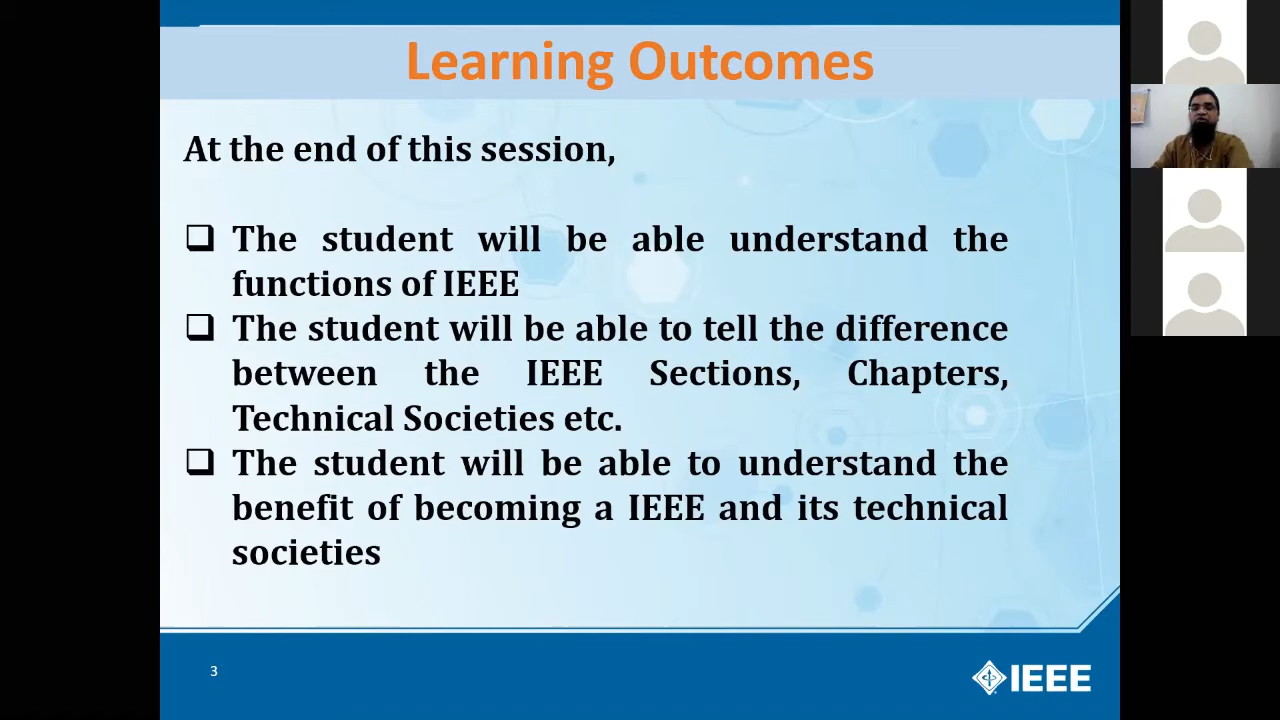 Learning Outcomes
At the end of this session,
❑ The student will be able understand the
functions of IEEE
❑ The student will be able to tell the difference
between the IEEE Sections, Chapters,
Technical Societies etc.
❑ The student will be able to understand the
benefit of becoming a IEEE and its technical
societies
3
IEEE